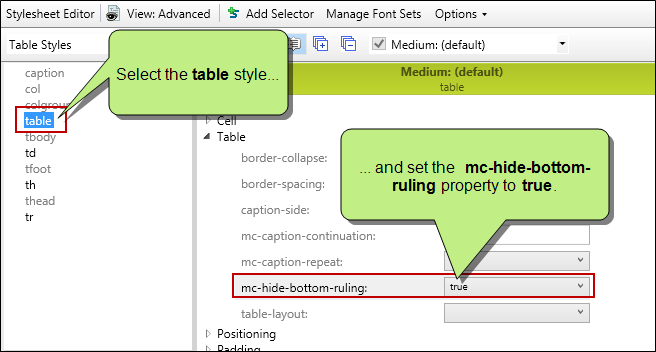 Stylesheet Editor View: Advanced Add Selector Manage Font Sets Options
Table Styles Medium: (default)
Select the table style...
caption
col
colgroup
table
tbody
td
tfoot
th
thead
tr
Medium: (default)
table
Cell
Table
border-collapse:
border-spacing:
caption-side:
mc-caption-continuation:
mc-caption-repeat:
mc-hide-bottom-ruling: true
table-layout:
Positioning
Padding
... and set the mc-hide-bottom-
ruling property to true.